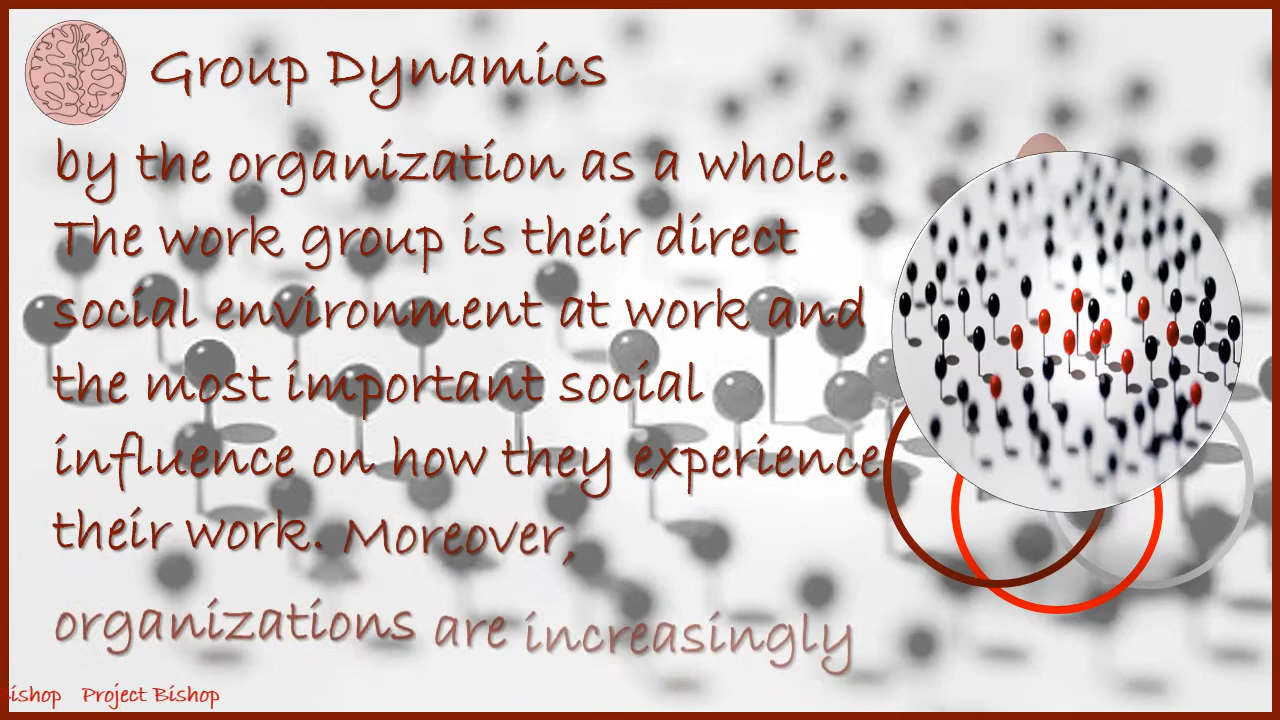 Group Dynamics
by the organization as a whole.
The work group is their direct
social environment at work and
the most important social
influence on how they experience
their work. Moreover,
organizations are increasingly
ishop Project Bishop